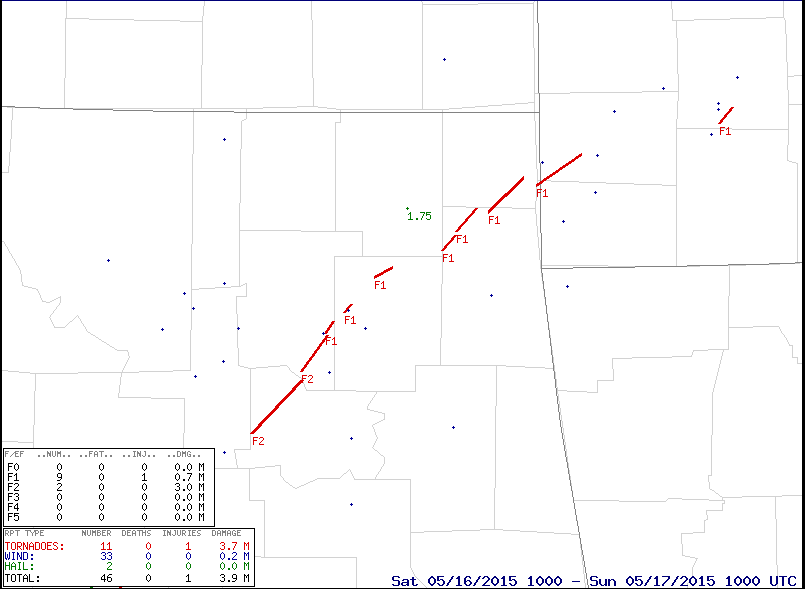 F1
F1
F1
1.75
F1
F1
F1
F1
F1
F2
F2
F/EF ..NUM.. ..FAT.. ..INJ.. ..DMG..
F0 0 0 0 0.0 M
F1 9 0 1 0.7 M
F2 2 0 0 3.0 M
F3 0 0 0 0.0 M
F4 0 0 0 0.0 M
F5 0 0 0 0.0 M
RPT TYPE NUMBER DEATHS INJURIES DAMAGE
TORNADOES: 11 0 1 3.7 M
WIND: 33 0 0 0.2 M
HAIL: 2 0 0 0.0 M
TOTAL: 46 0 1 3.9 M
Sat 05/16/2015 1000 - Sun 05/17/2015 1000 UTC